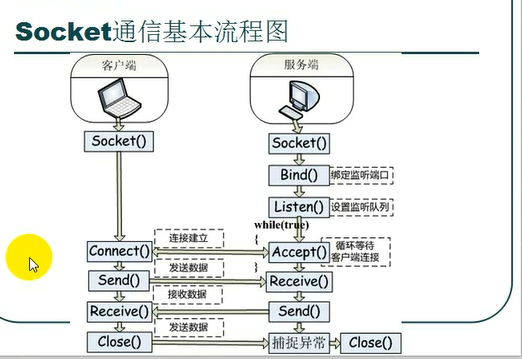 Socket通信基本流程图
客户端
服务端
Socket()
Socket()
Bind()
绑定监听端口
Listen()
设置监听队列
while(true)
{
连接建立
Connect()
Accept()
循环等待
客户端连接
发送数据
}
Send()
Receive()
接收数据
Receive()
Send()
发送数据
Close()
捕捉异常
Close()